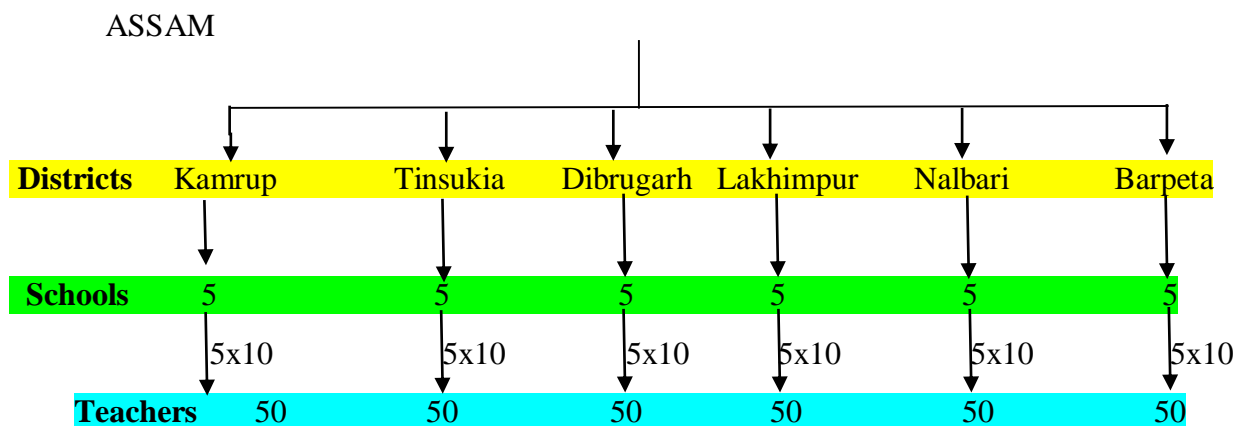 ASSAM
Districts Kamrup Tinsukia Dibrugarh Lakhimpur Nalbari Barpeta
Schools 5 5 5 5 5 5
5x10 5x10 5x10 5x10 5x10 5x10
Teachers 50 50 50 50 50 50